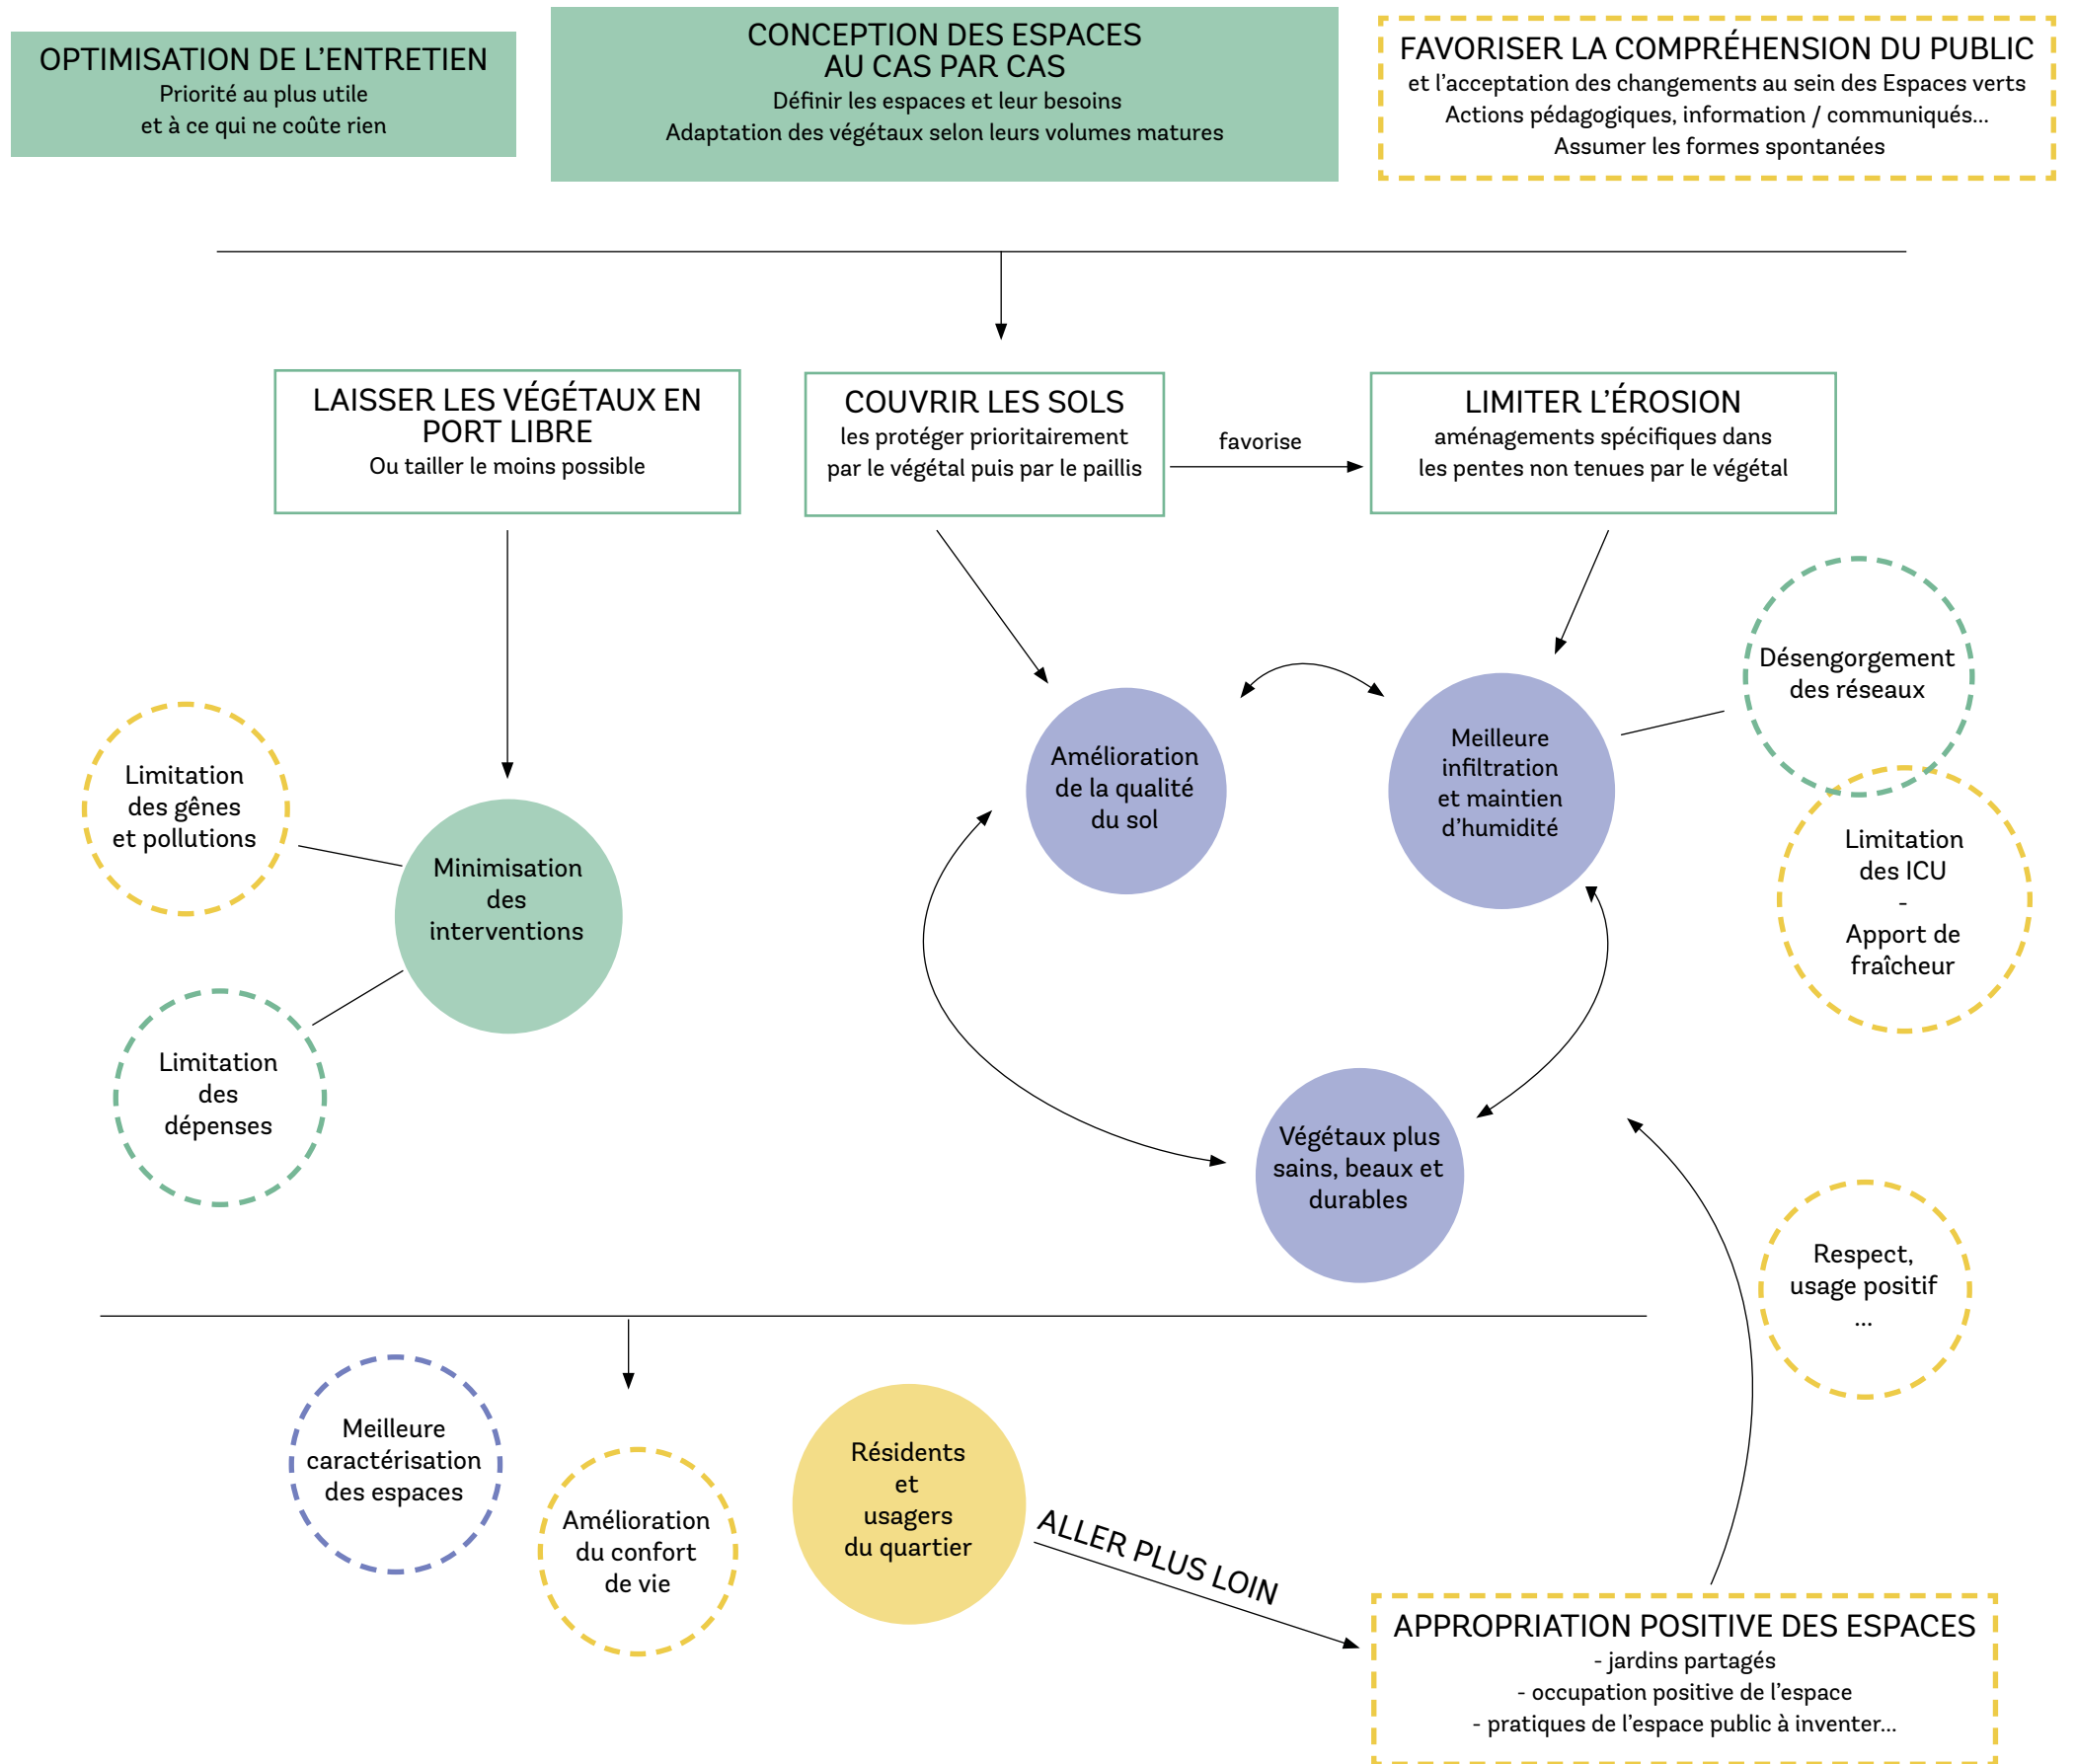 OPTIMISATION DE L'ENTRETIEN
Priorité au plus utile
et à ce qui ne coûte rien
CONCEPTION DES ESPACES
AU CAS PAR CAS
Définir les espaces et leur besoins
Adaptation des végétaux selon leurs volumes matures
FAVORISER LA COMPRÉHENSION DU PUBLIC
et l'acceptation des changements au sein des Espaces verts
Actions pédagogiques, information / communiqués...
Assumer les formes spontanées
LAISSER LES VÉGÉTAUX EN
PORT LIBRE
Ou tailler le moins possible
COUVRIR LES SOLS
les protéger prioritairement
par le végétal puis par le paillis
favorise
LIMITER L'ÉROSION
aménagements spécifiques dans
les pentes non tenues par le végétal
Désengorgement
des réseaux
Limitation
des gênes
et pollutions
Minimisation
des
interventions
Amélioration
de la qualité
du sol
Meilleure
infiltration
et maintien
d'humidité
Limitation
des ICU
-
Apport de
fraîcheur
Limitation
des
dépenses
Végétaux plus
sains, beaux et
durables
Respect,
usage positif
...
Meilleure
caractérisation
des espaces
Amélioration
du confort
de vie
Résidents
et
usagers
du quartier
ALLER PLUS LOIN
APPROPRIATION POSITIVE DES ESPACES
- jardins partagés
- occupation positive de l'espace
- pratiques de l'espace public à inventer...